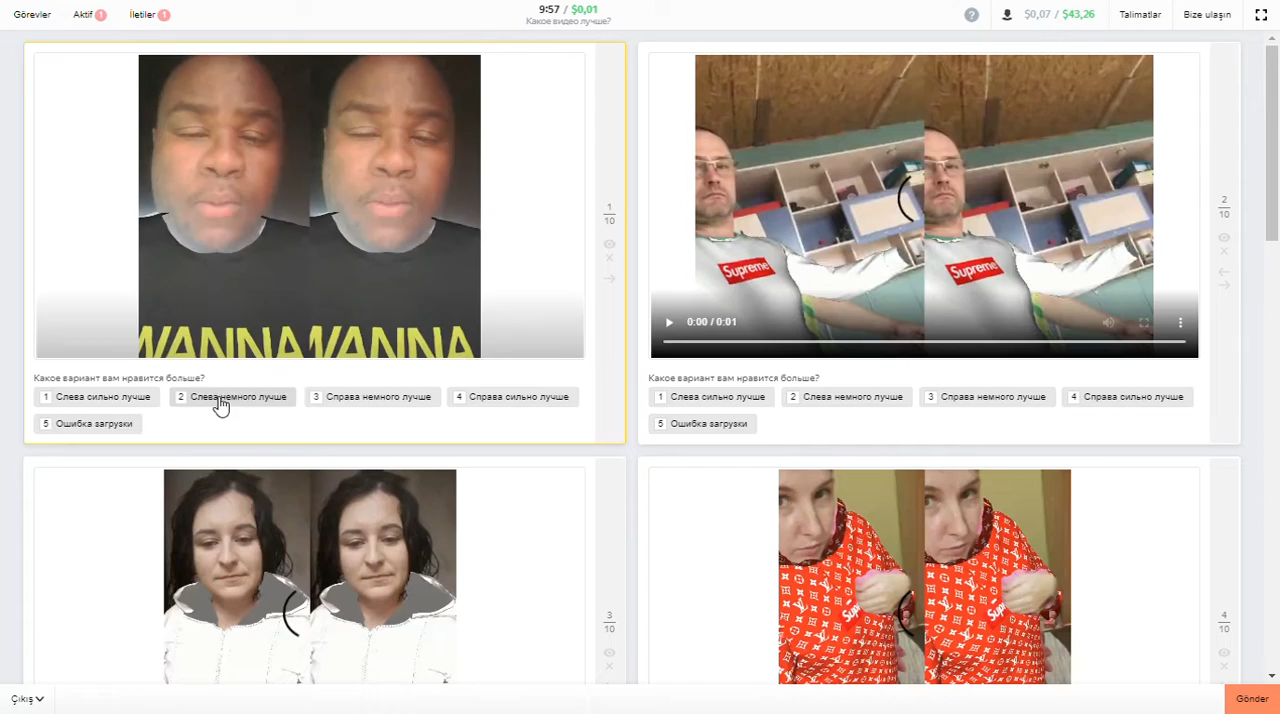 Görevler
Aktif 1
İletiler 1
9:57 / $0,01
Какое видео лучше?
? $0,07 / $43,26
Talimatlar
Bize ulaşın
WANNA WANNA
1
10
Supreme Supreme
0:00 / 0:01
2
10
Какое вариант вам нравится больше?
1 Слева сильно лучше
2 Слева немного лучше
3 Справа немного лучше
4 Справа сильно лучше
5 Ошибка загрузки
Какое вариант вам нравится больше?
1 Слева сильно лучше
2 Слева немного лучше
3 Справа немного лучше
4 Справа сильно лучше
5 Ошибка загрузки
3
10
4
10
Çıkış
Gönder